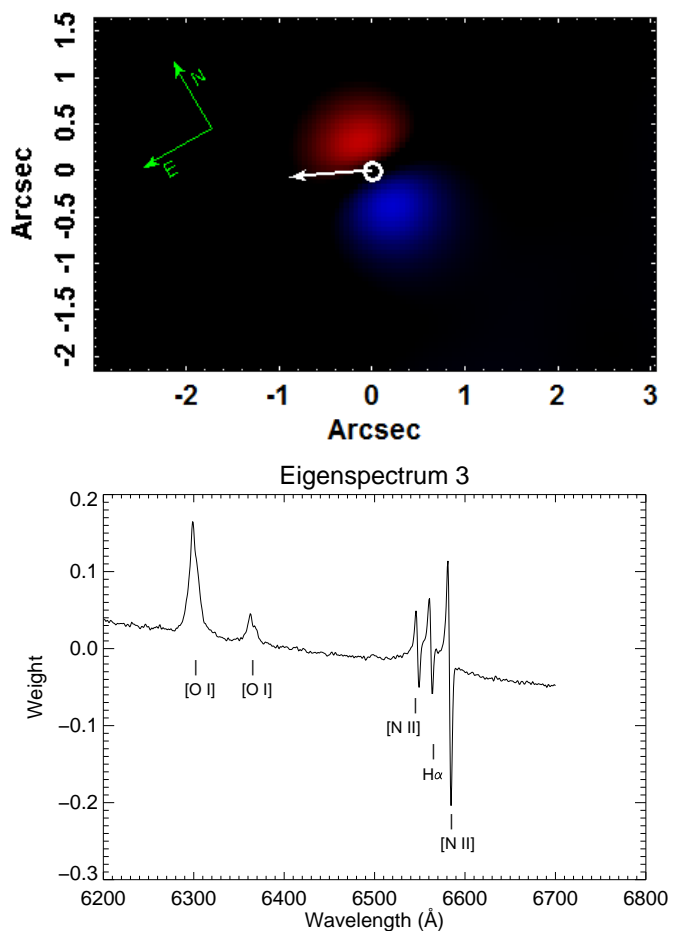 1.5
1
0.5
0
-0.5
-1
-1.5
-2
Arcsec
N
E
-2 -1 0 1 2 3
Arcsec
Eigenspectrum 3
0.2
0.1
0.0
−0.1
−0.2
−0.3
Weight
[O I] [O I]
[N II]
Hα
[N II]
6200 6300 6400 6500 6600 6700 6800
Wavelength (Å)